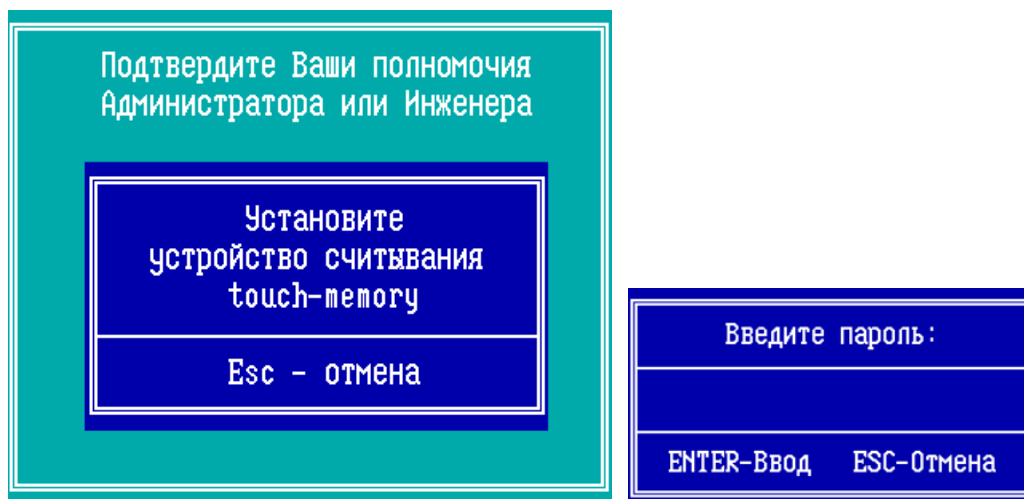 Подтвердите Ваши полномочия
Администратора или Инженера
Установите
устройство считывания
touch-memory
Esc - отмена
Введите пароль:
ENTER-Ввод ESC-Отмена